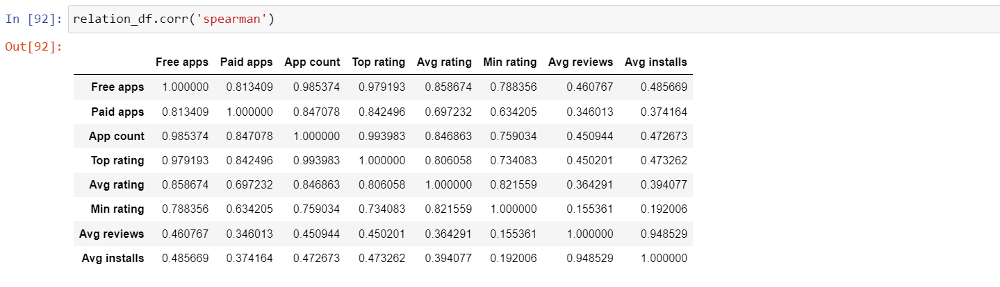 In [92]: relation_df.corr('spearman')
Out[92]:
Free apps Paid apps App count Top rating Avg rating Min rating Avg reviews Avg installs
Free apps 1.000000 0.813409 0.985374 0.979193 0.858674 0.788356 0.460767 0.485669
Paid apps 0.813409 1.000000 0.847078 0.842496 0.697232 0.634205 0.346013 0.374164
App count 0.985374 0.847078 1.000000 0.993983 0.846863 0.759034 0.450944 0.472673
Top rating 0.979193 0.842496 0.993983 1.000000 0.806058 0.734083 0.450201 0.473262
Avg rating 0.858674 0.697232 0.846863 0.806058 1.000000 0.821559 0.364291 0.394077
Min rating 0.788356 0.634205 0.759034 0.734083 0.821559 1.000000 0.155361 0.192006
Avg reviews 0.460767 0.346013 0.450944 0.450201 0.364291 0.155361 1.000000 0.948529
Avg installs 0.485669 0.374164 0.472673 0.473262 0.394077 0.192006 0.948529 1.000000